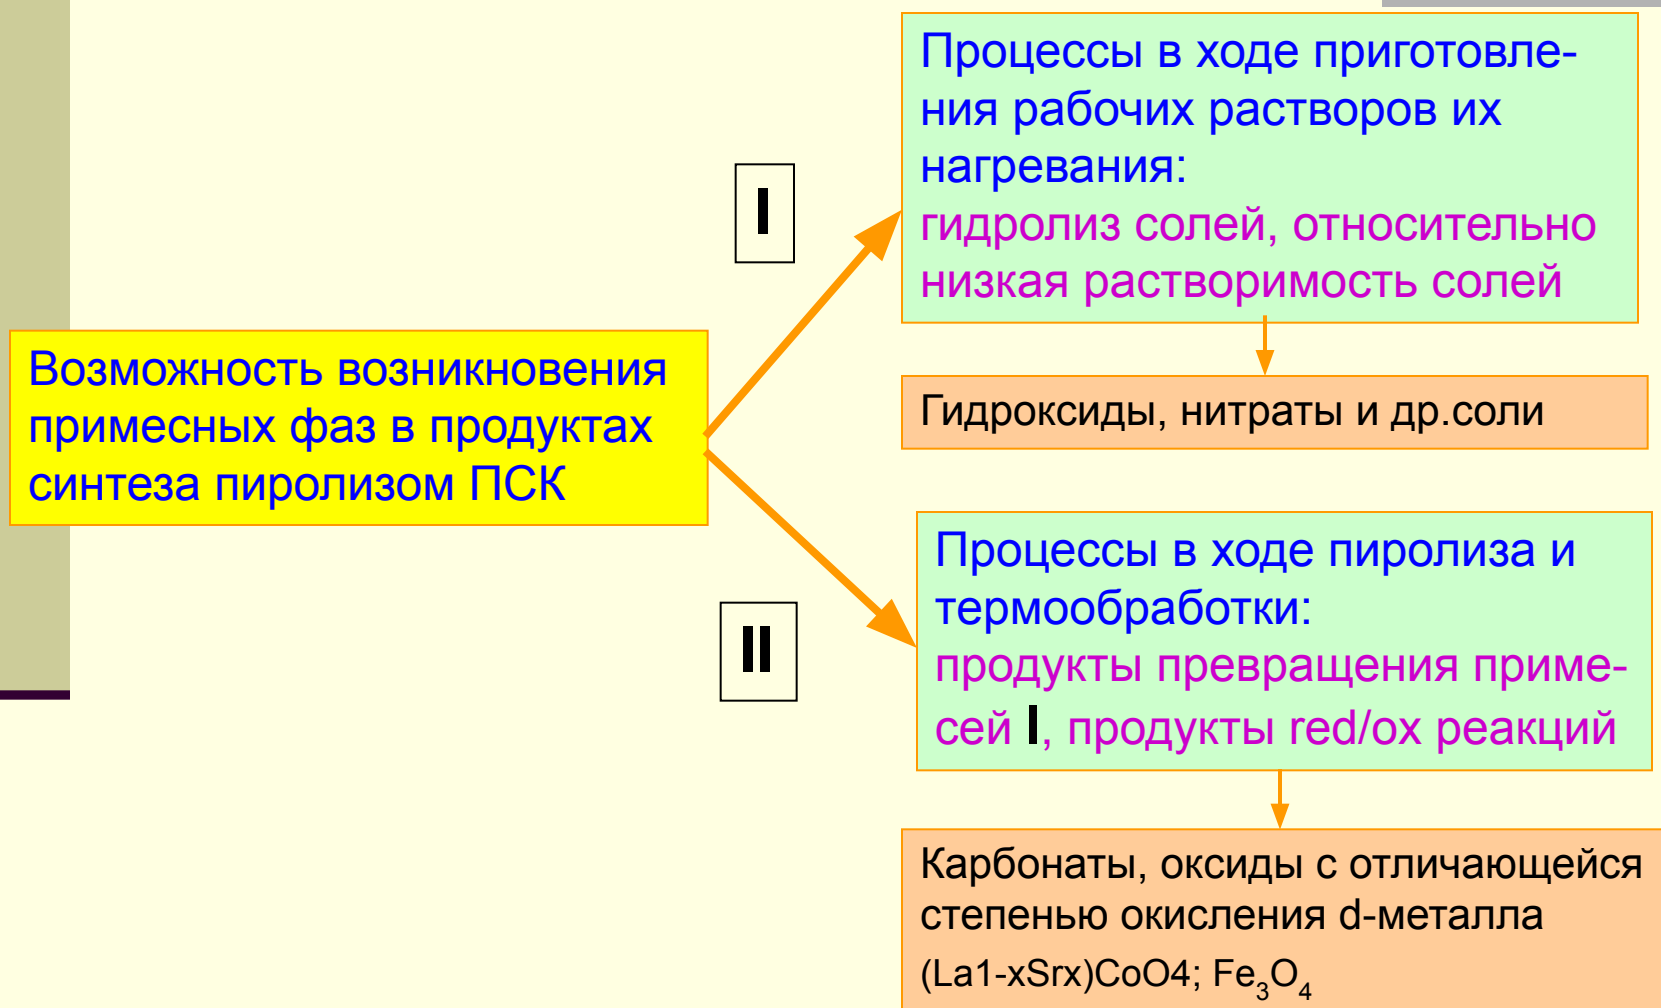 Процессы в ходе приготовле-
ния рабочих растворов их
нагревания:
гидролиз солей, относительно
низкая растворимость солей
I
Возможность возникновения
примесных фаз в продуктах
синтеза пиролизом ПСК
Гидроксиды, нитраты и др.соли
II
Процессы в ходе пиролиза и
термообработки:
продукты превращения приме-
сей I, продукты red/ox реакций
Карбонаты, оксиды с отличающейся
степенью окисления d-металла
(La1-xSrx)CoO4; Fe₃O₄